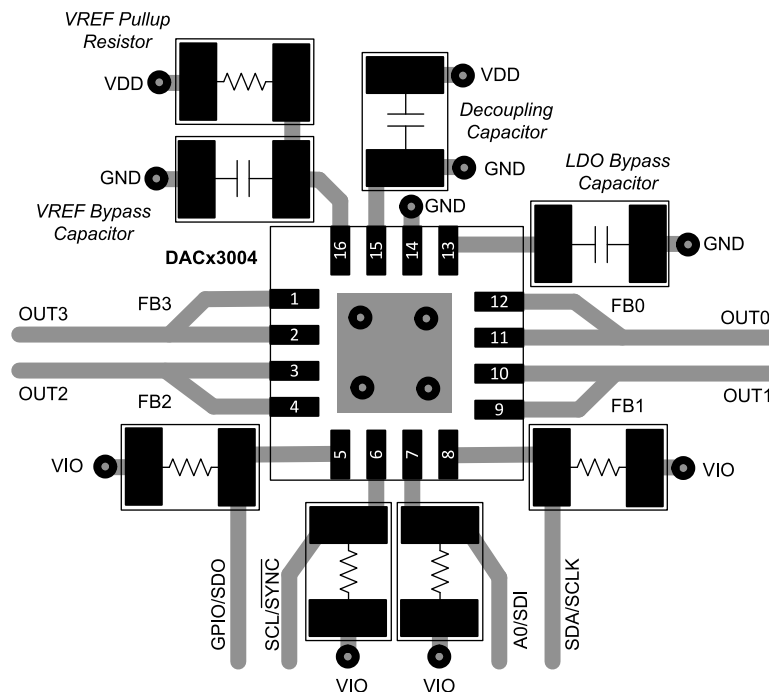 VREF Pullup
Resistor
VDD
VDD
Decoupling
Capacitor
GND
GND
VREF Bypass
Capacitor
GND
LDO Bypass
Capacitor
GND
DACx3004
16
15
14
13
1
2
3
4
12
11
10
9
5
6
7
8
FB3
OUT3
OUT2
FB2
FB0
OUT0
OUT1
FB1
VIO
VIO
GPIO/SDO
SCL/SYNC
A0/SDI
SDA/SCLK
VIO
VIO